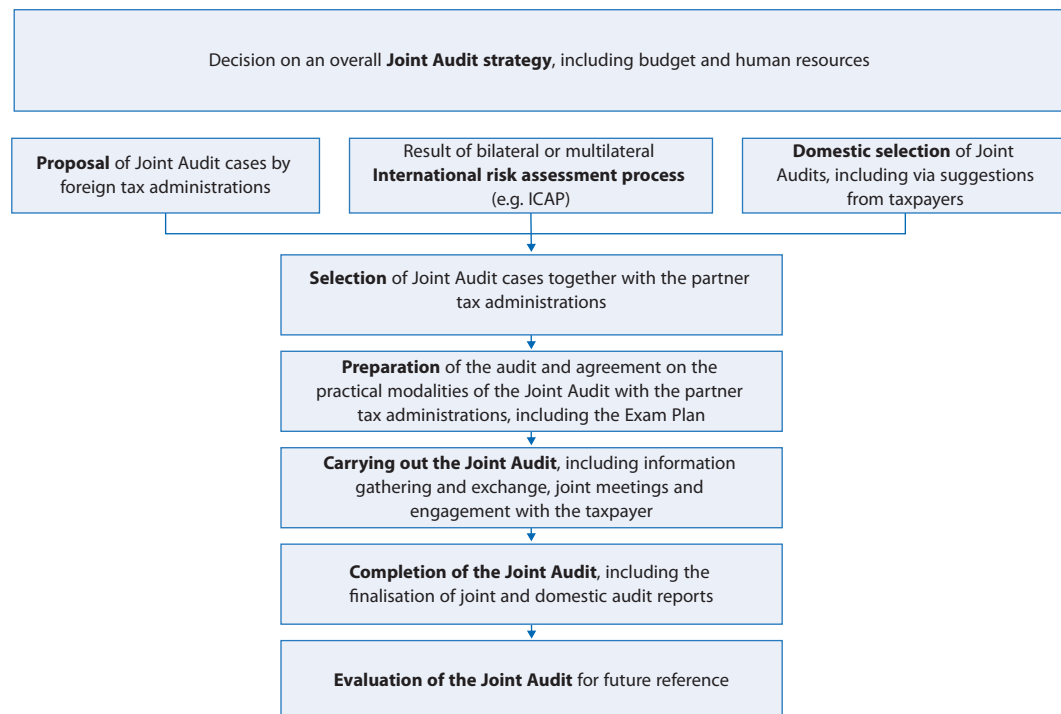 Decision on an overall Joint Audit strategy, including budget and human resources
Proposal of Joint Audit cases by
foreign tax administrations
Result of bilateral or multilateral
International risk assessment process
(e.g. ICAP)
Domestic selection of Joint
Audits, including via suggestions
from taxpayers
Selection of Joint Audit cases together with the partner
tax administrations
Preparation of the audit and agreement on the
practical modalities of the Joint Audit with the partner
tax administrations, including the Exam Plan
Carrying out the Joint Audit, including information
gathering and exchange, joint meetings and
engagement with the taxpayer
Completion of the Joint Audit, including the
finalisation of joint and domestic audit reports
Evaluation of the Joint Audit for future reference